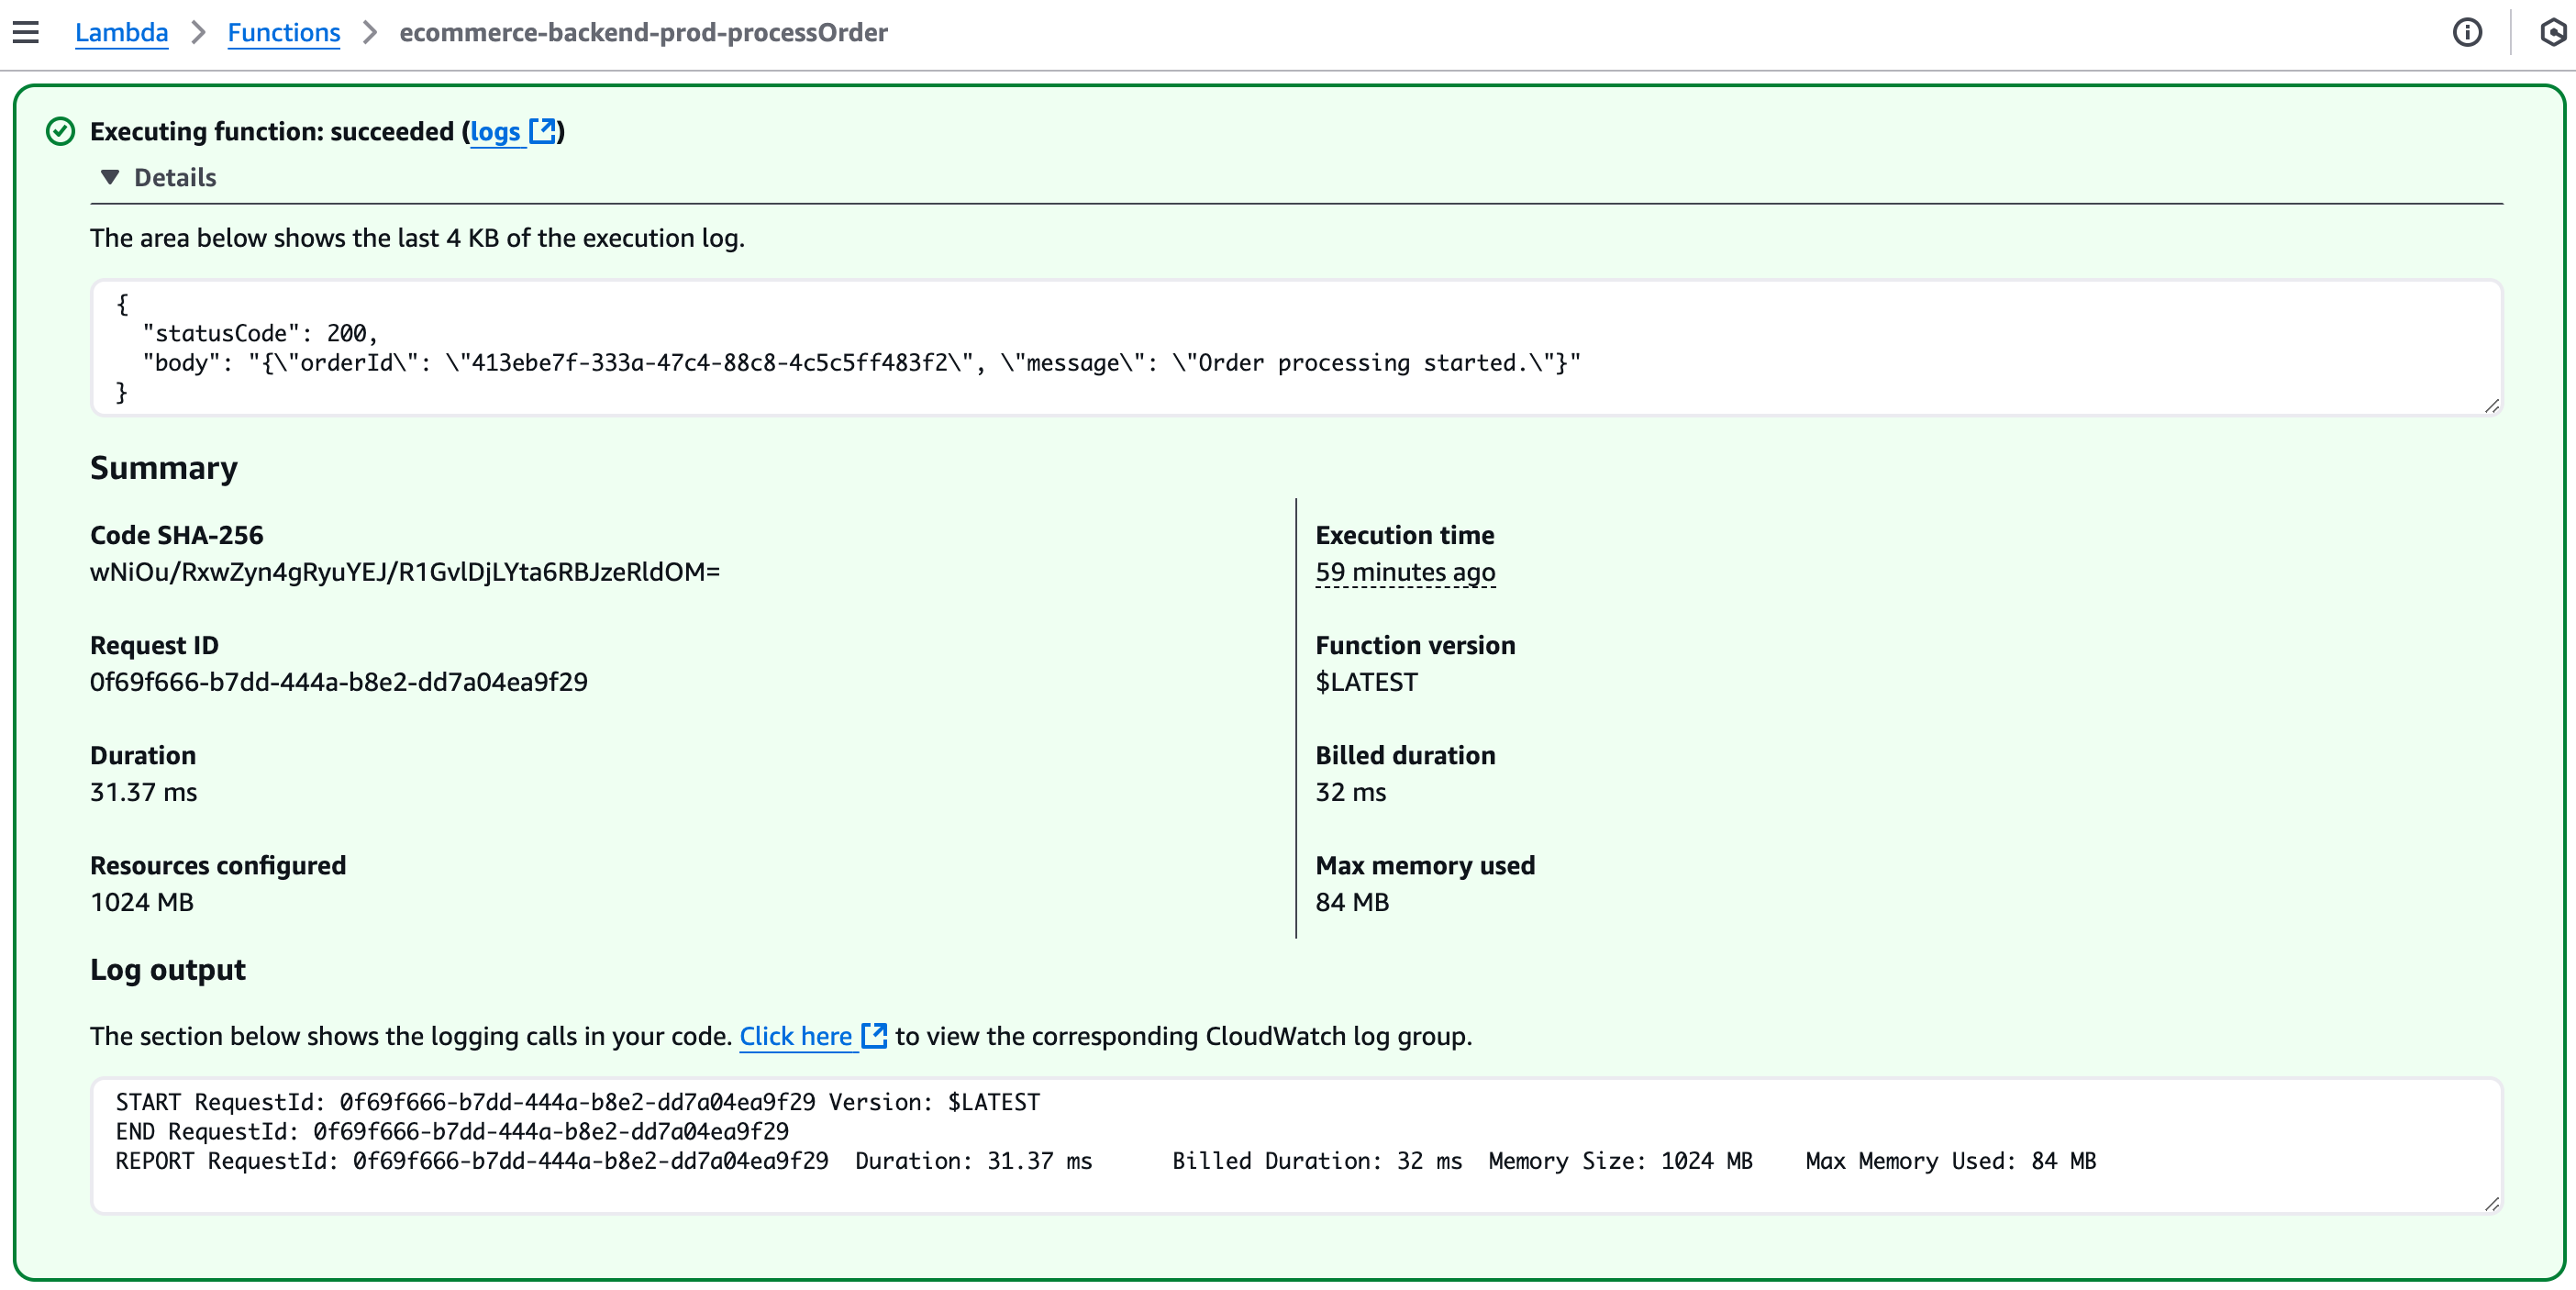 Lambda > Functions > ecommerce-backend-prod-processOrder
Executing function: succeeded (logs)
Details
The area below shows the last 4 KB of the execution log.
{
  "statusCode": 200,
  "body": "{\"orderId\": \"413ebe7f-333a-47c4-88c8-4c5c5ff483f2\", \"message\": \"Order processing started.\"}"
}
Summary
Code SHA-256
wNiOu/RxwZyn4gRyuYEJ/R1GvlDjLYta6RBJzeRldOM=
Execution time
59 minutes ago
Request ID
0f69f666-b7dd-444a-b8e2-dd7a04ea9f29
Function version
$LATEST
Duration
31.37 ms
Billed duration
32 ms
Resources configured
1024 MB
Max memory used
84 MB
Log output
The section below shows the logging calls in your code. Click here to view the corresponding CloudWatch log group.
START RequestId: 0f69f666-b7dd-444a-b8e2-dd7a04ea9f29 Version: $LATEST
END RequestId: 0f69f666-b7dd-444a-b8e2-dd7a04ea9f29
REPORT RequestId: 0f69f666-b7dd-444a-b8e2-dd7a04ea9f29  Duration: 31.37 ms      Billed Duration: 32 ms  Memory Size: 1024 MB    Max Memory Used: 84 MB